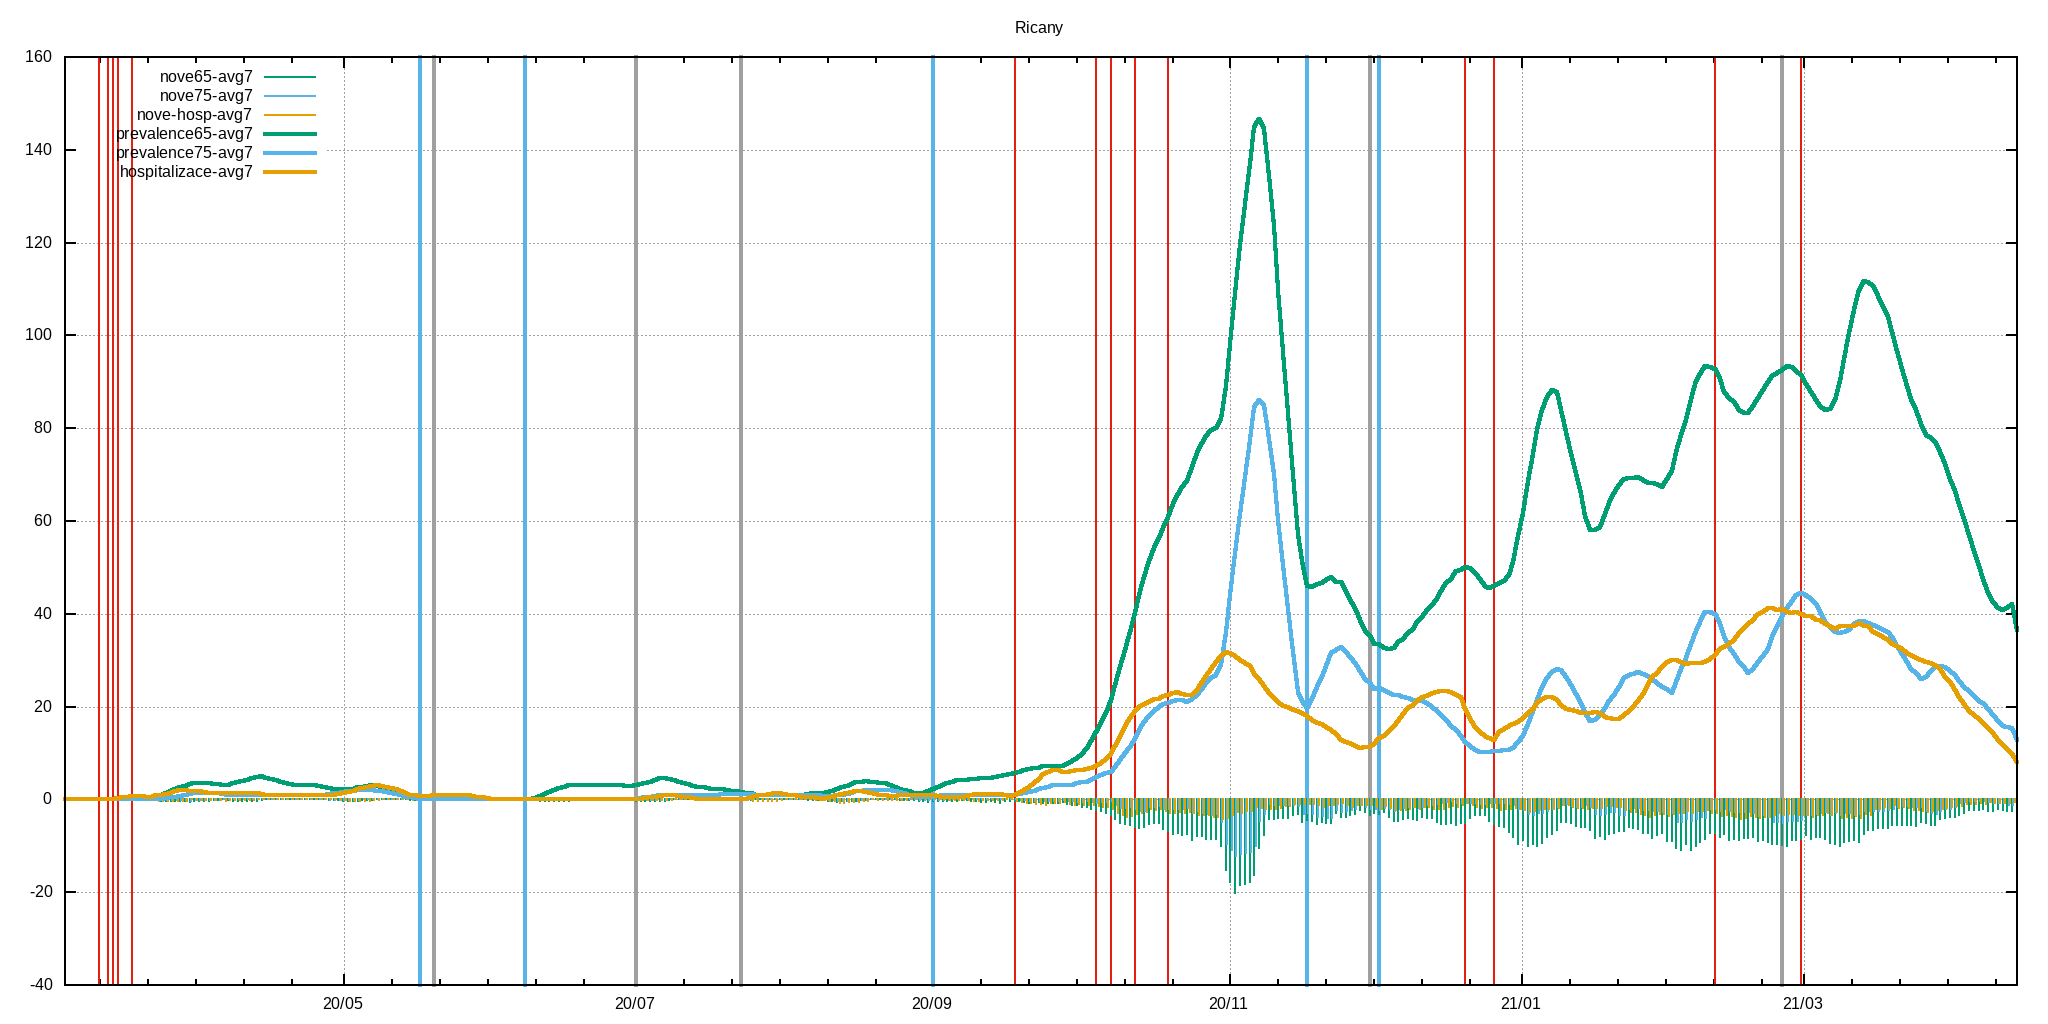 Ricany
160
140
120
100
80
60
40
20
0
-20
-40
nove65-avg7
nove75-avg7
nove-hosp-avg7
prevalence65-avg7
prevalence75-avg7
hospitalizace-avg7
20/05 20/07 20/09 20/11 21/01 21/03